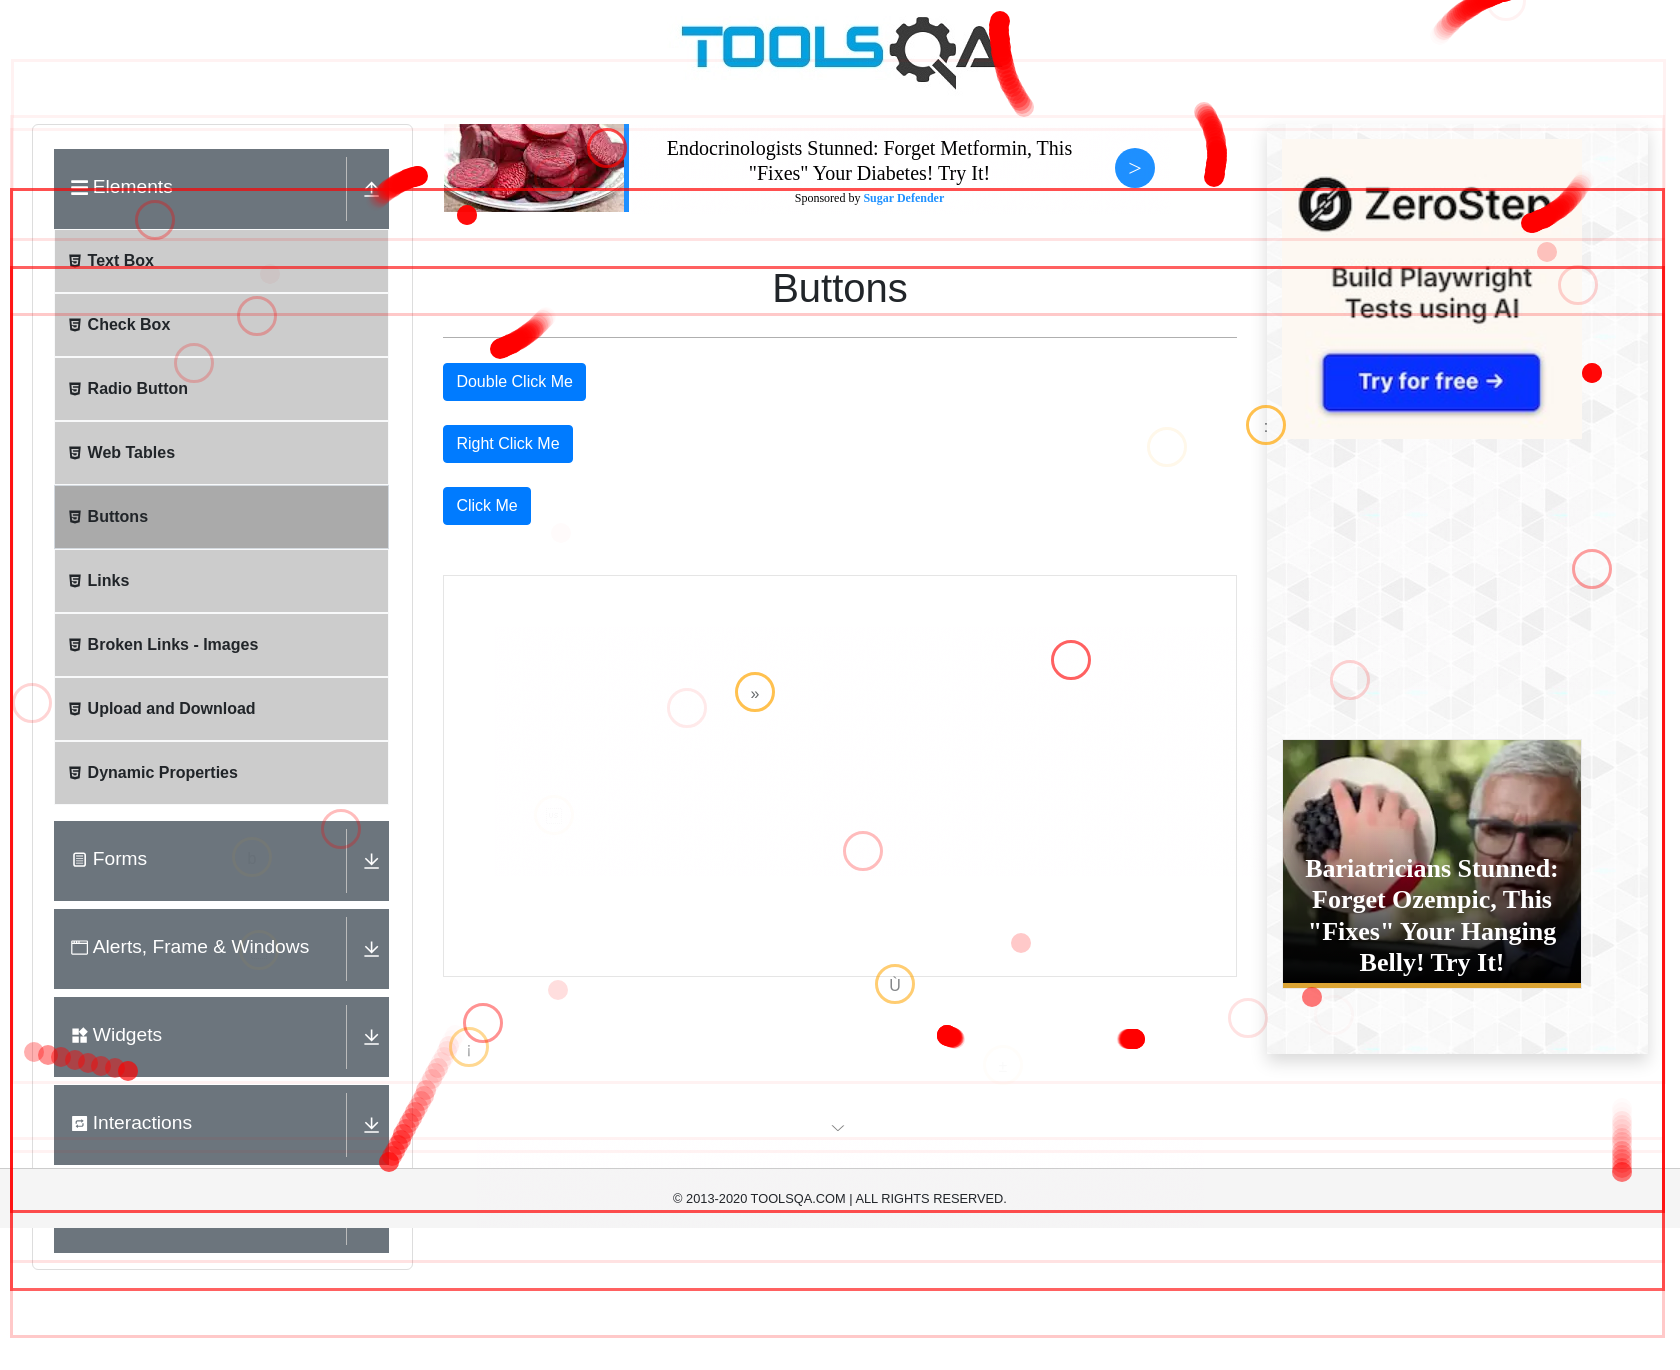 TOOLSQA
Elements
Text Box
Check Box
Radio Button
Web Tables
Buttons
Links
Broken Links - Images
Upload and Download
Dynamic Properties
Forms
Alerts, Frame & Windows
Widgets
Interactions
Endocrinologists Stunned: Forget Metformin, This
"Fixes" Your Diabetes! Try It!
Sponsored by Sugar Defender
>
Buttons
Double Click Me
Right Click Me
Click Me
:
»
Ù
i
ZeroStep
Build Playwright
Tests using AI
Try for free →
Bariatricians Stunned:
Forget Ozempic, This
"Fixes" Your Hanging
Belly! Try It!
© 2013-2020 TOOLSQA.COM | ALL RIGHTS RESERVED.